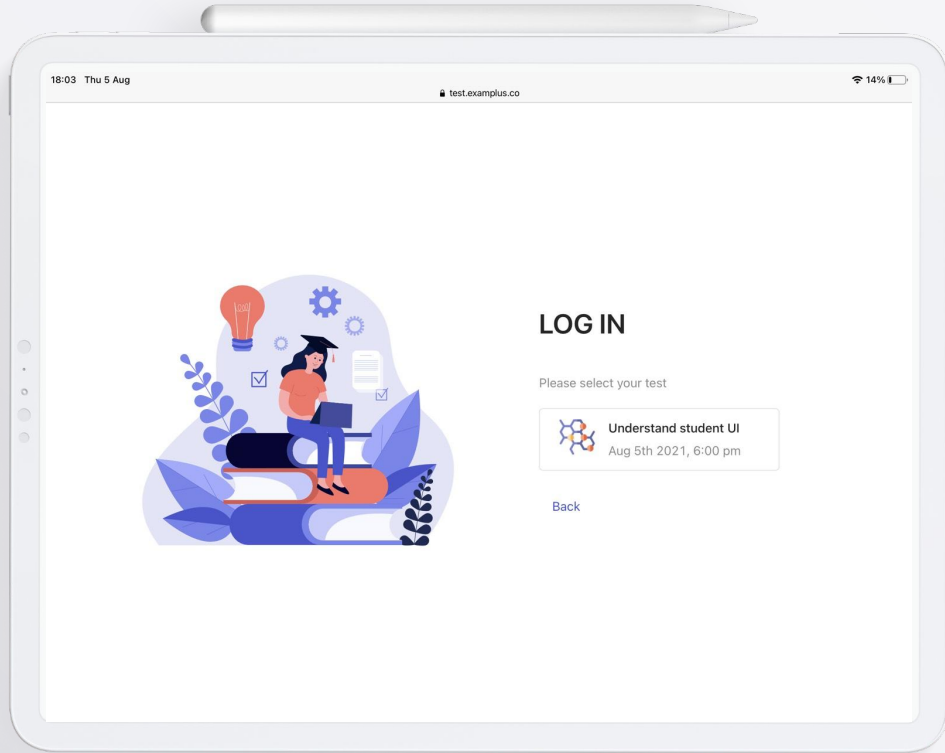 18:03 Thu 5 Aug
14%
test.examplus.co
LOG IN
Please select your test
Understand student UI
Aug 5th 2021, 6:00 pm
Back